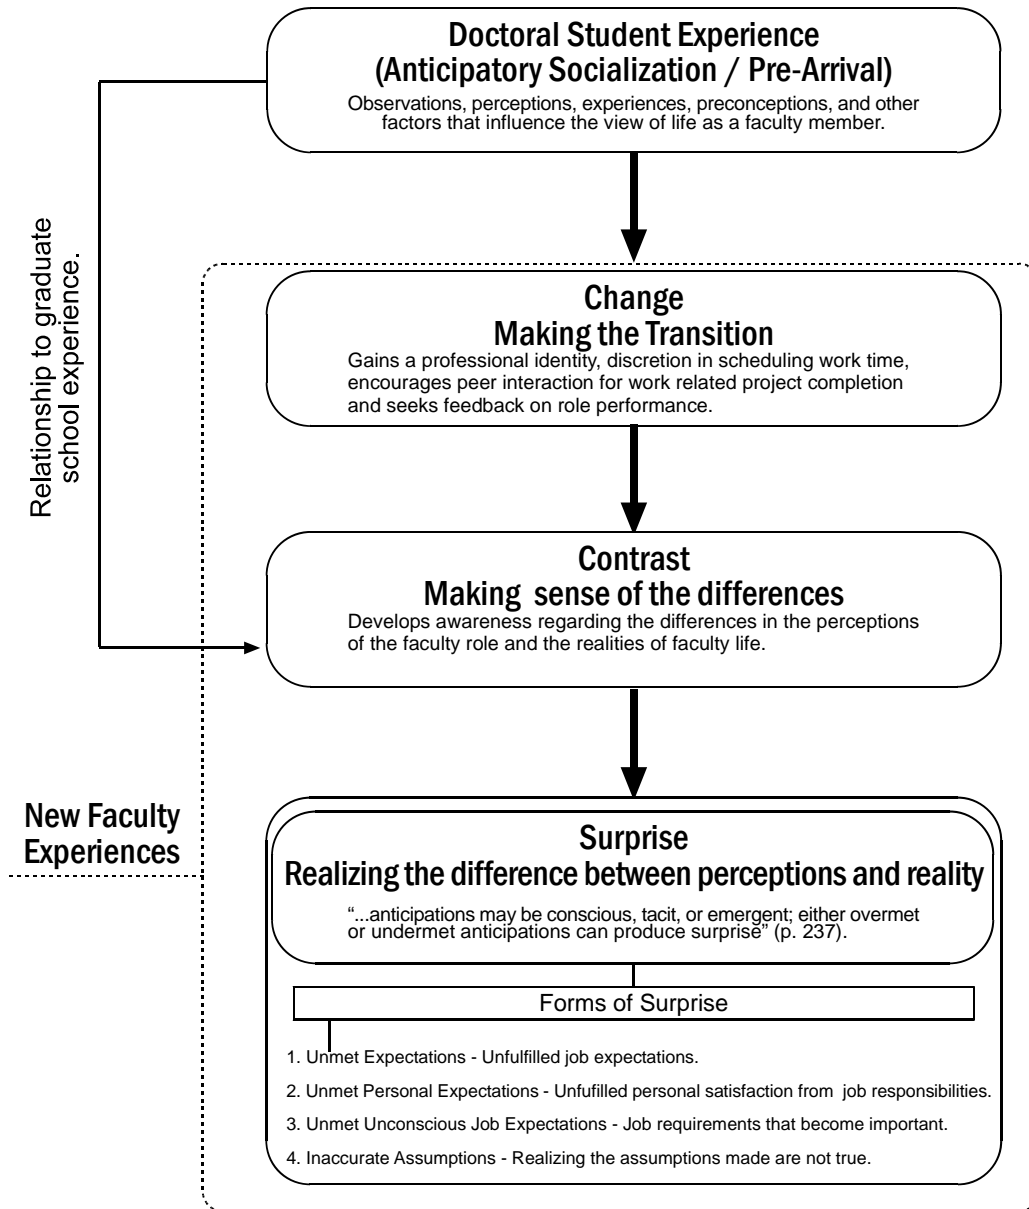 Doctoral Student Experience
(Anticipatory Socialization / Pre-Arrival)
Observations, perceptions, experiences, preconceptions, and other
factors that influence the view of life as a faculty member.
Relationship to graduate
school experience.
Change
Making the Transition
Gains a professional identity, discretion in scheduling work time,
encourages peer interaction for work related project completion
and seeks feedback on role performance.
Contrast
Making sense of the differences
Develops awareness regarding the differences in the perceptions
of the faculty role and the realities of faculty life.
New Faculty
Experiences
Surprise
Realizing the difference between perceptions and reality
“...anticipations may be conscious, tacit, or emergent; either overmet
or undermet anticipations can produce surprise” (p. 237).
Forms of Surprise
1. Unmet Expectations - Unfulfilled job expectations.
2. Unmet Personal Expectations - Unfufilled personal satisfaction from job responsibilities.
3. Unmet Unconscious Job Expectations - Job requirements that become important.
4. Inaccurate Assumptions - Realizing the assumptions made are not true.